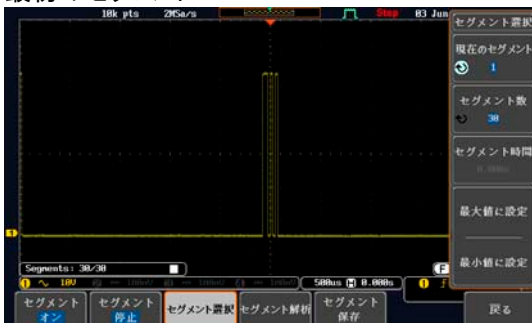 10k pts 2MSa/s Stop 03 Jun
セグメント選択
現在のセグメント
1
セグメント数
30
セグメント時間
最大値に設定
最小値に設定
1
Segments: 30/30
F
1 10V 500us H 0.000s 1
セグメント オン
セグメント 停止
セグメント選択
セグメント解析
セグメント 保存
戻る